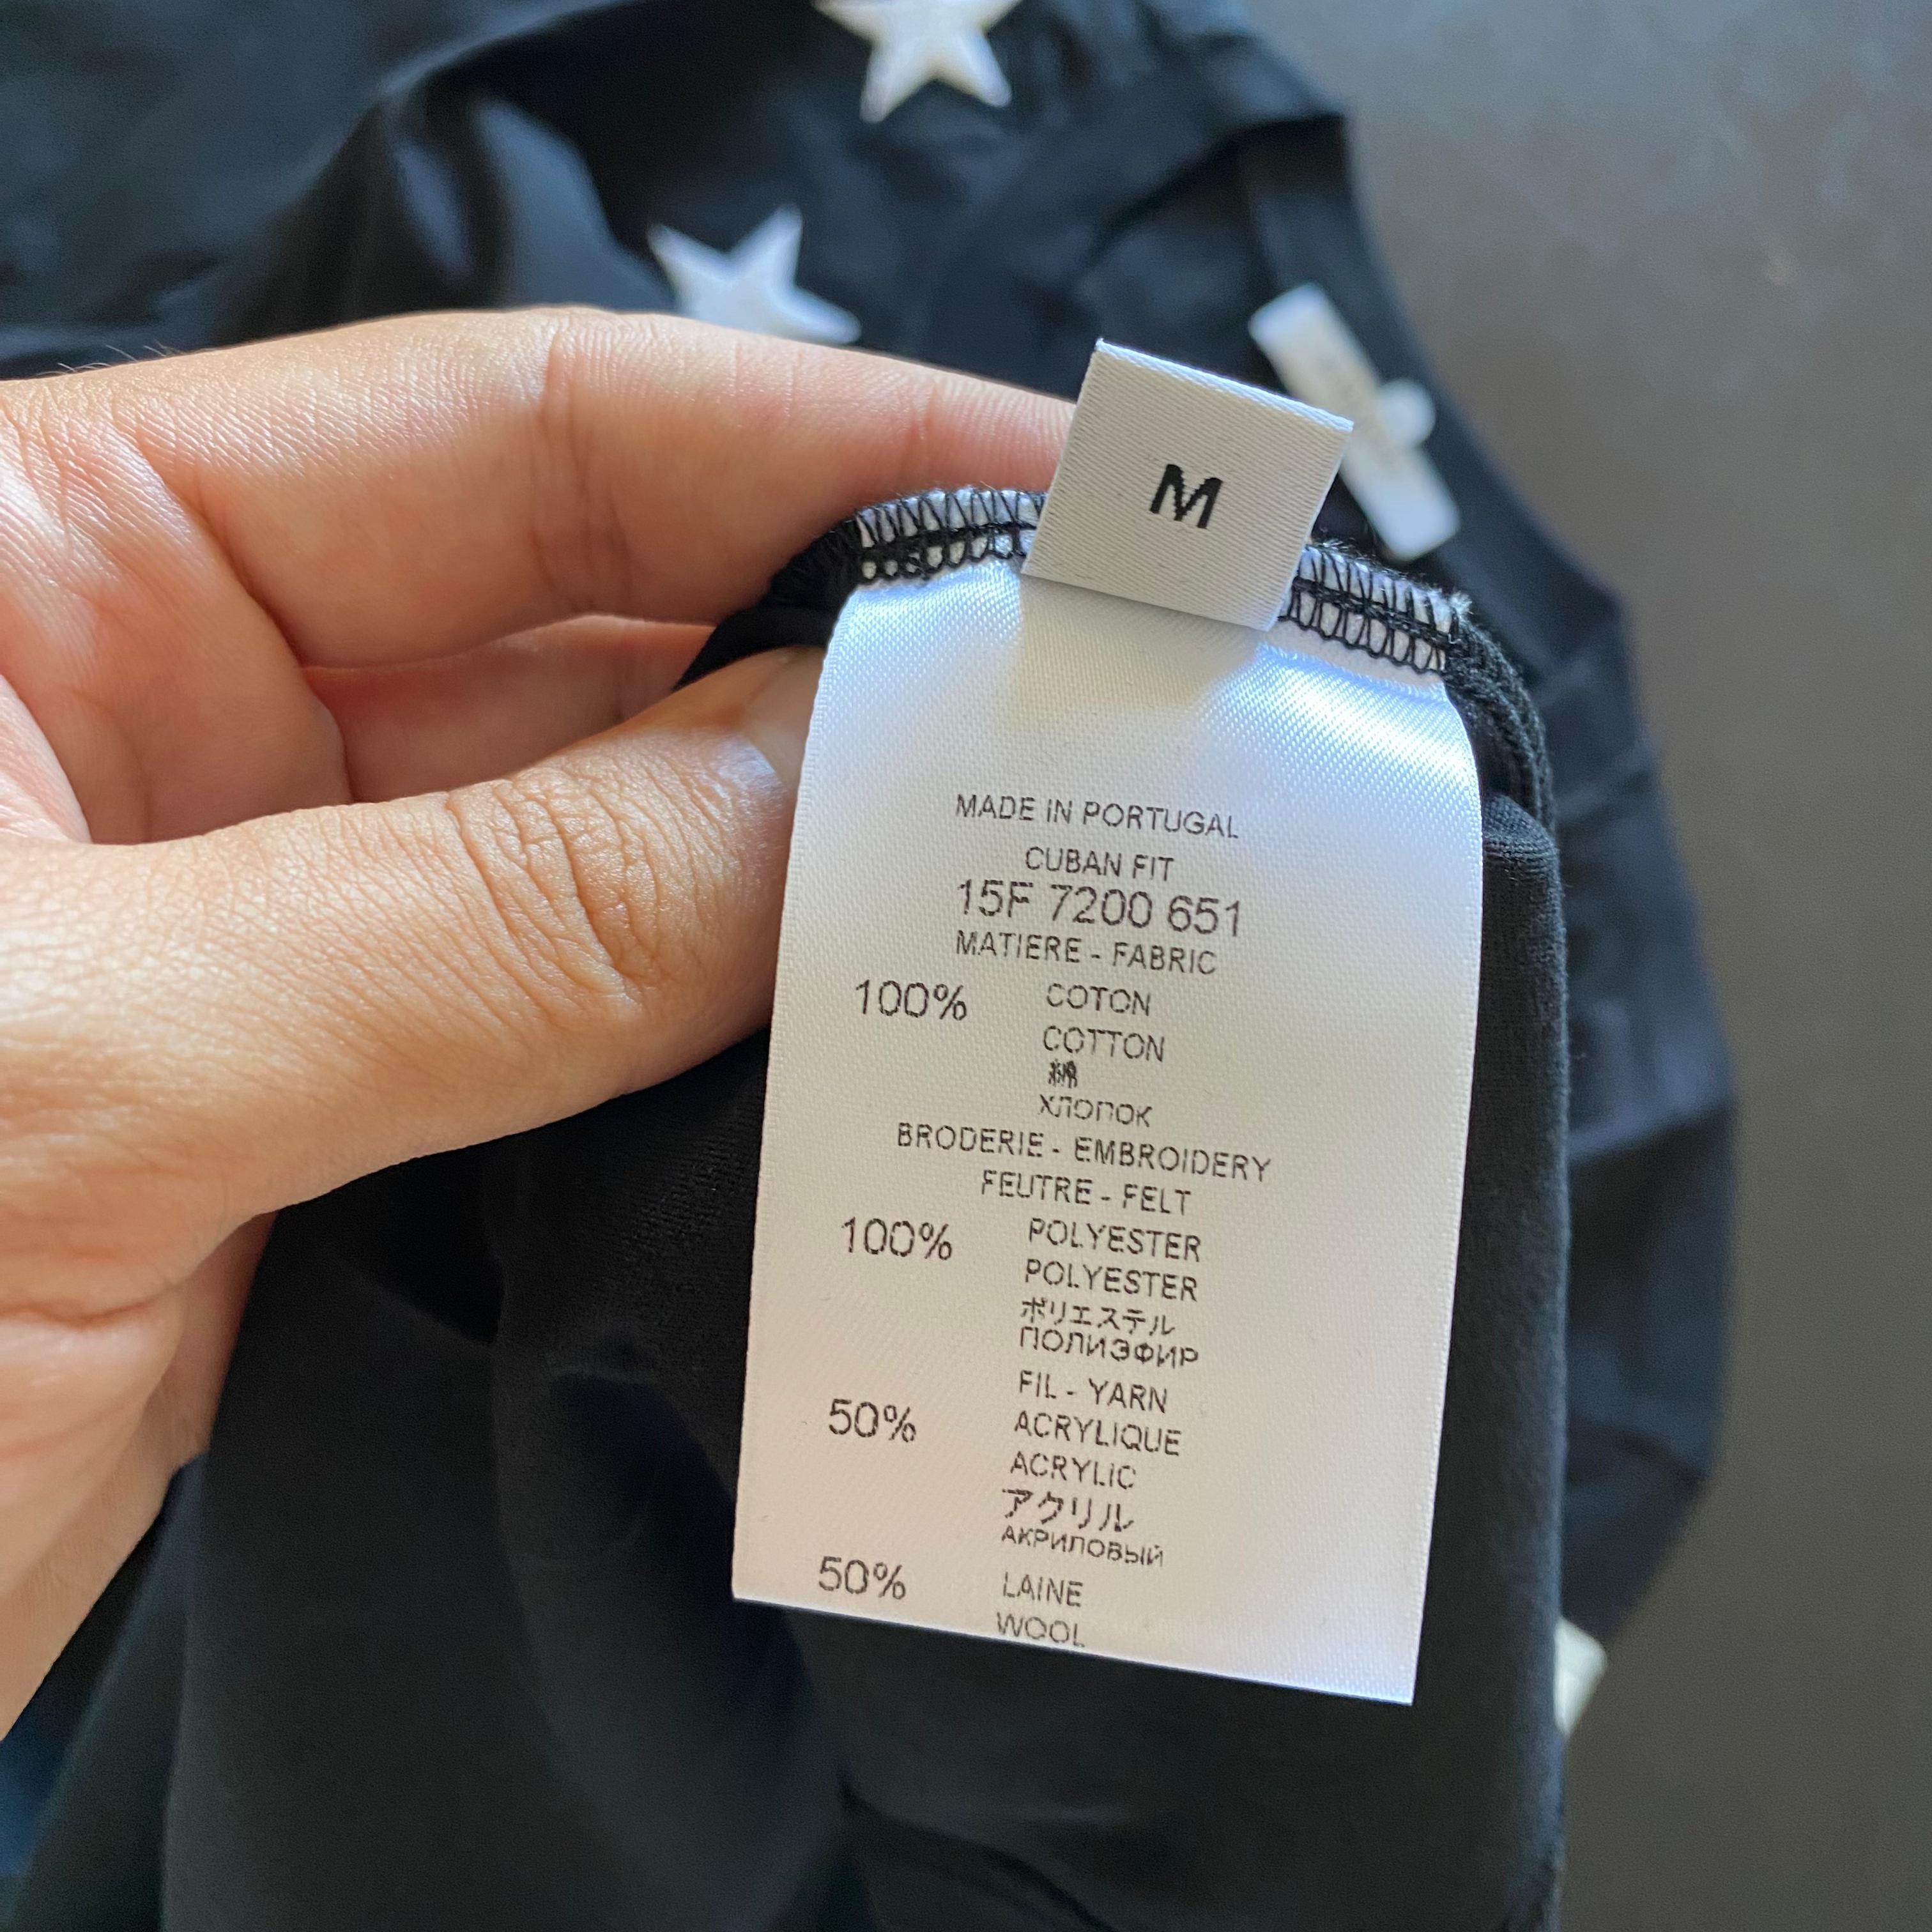 M
MADE IN PORTUGAL
CUBAN FIT
15F 7200 651
MATIERE - FABRIC
100% COTON
COTTON
綿
ХЛОПОК
BRODERIE - EMBROIDERY
FEUTRE - FELT
100% POLYESTER
POLYESTER
ポリエステル
ПОЛИЭФИР
FIL - YARN
50% ACRYLIQUE
ACRYLIC
アクリル
АКРИЛОВЫЙ
50% LAINE
WOOL